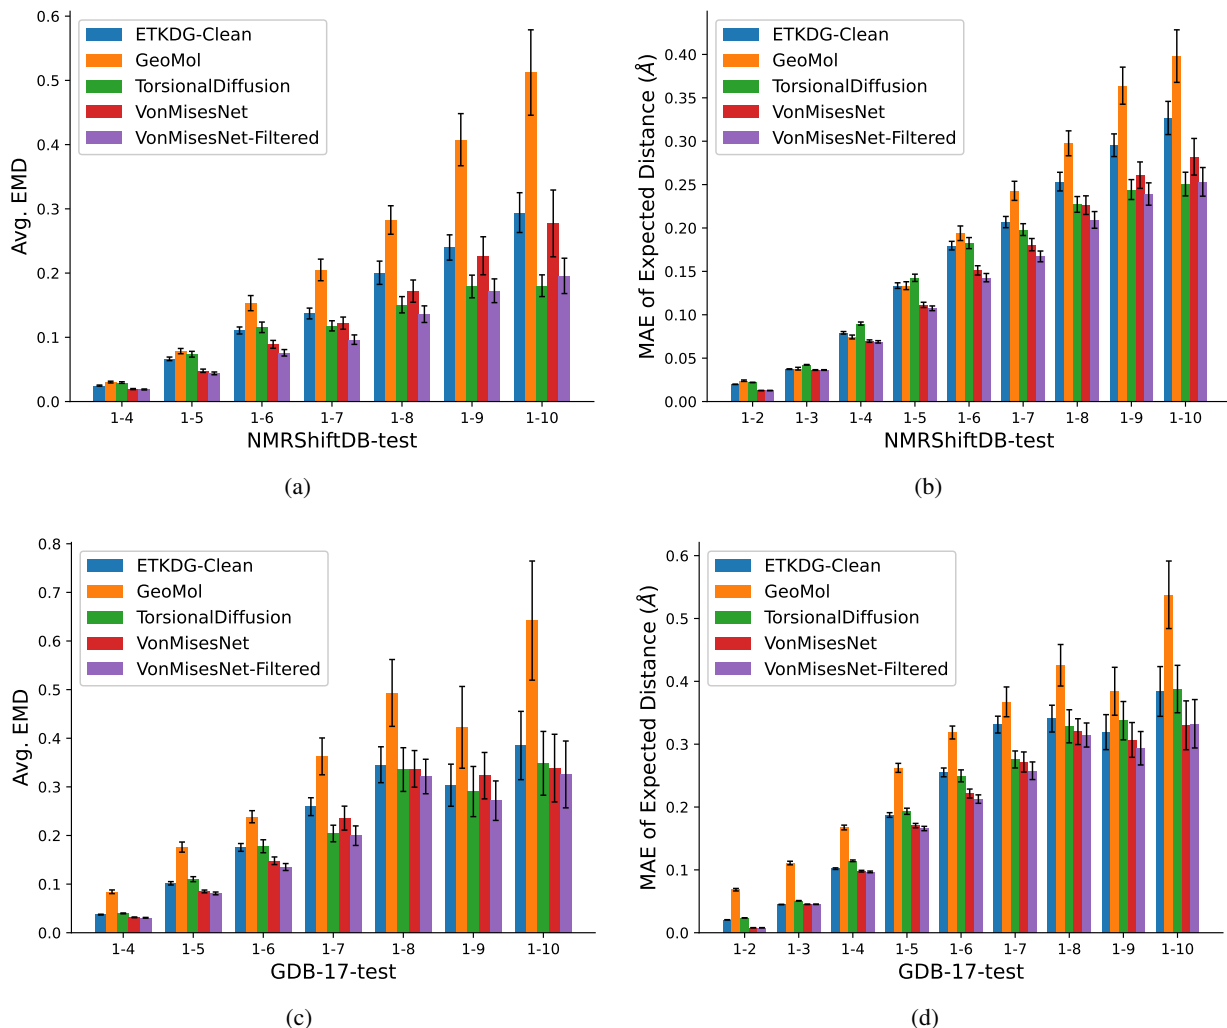 0.6
0.5
0.4
0.3
0.2
0.1
0.0
Avg. EMD
ETKDG-Clean
GeoMol
TorsionalDiffusion
VonMisesNet
VonMisesNet-Filtered
1-4
1-5
1-6
1-7
1-8
1-9
1-10
NMRShiftDB-test
(a)
0.40
0.35
0.30
0.25
0.20
0.15
0.10
0.05
0.00
MAE of Expected Distance (Å)
ETKDG-Clean
GeoMol
TorsionalDiffusion
VonMisesNet
VonMisesNet-Filtered
1-2
1-3
1-4
1-5
1-6
1-7
1-8
1-9
1-10
NMRShiftDB-test
(b)
0.8
0.7
0.6
0.5
0.4
0.3
0.2
0.1
0.0
Avg. EMD
ETKDG-Clean
GeoMol
TorsionalDiffusion
VonMisesNet
VonMisesNet-Filtered
1-4
1-5
1-6
1-7
1-8
1-9
1-10
GDB-17-test
(c)
0.6
0.5
0.4
0.3
0.2
0.1
0.0
MAE of Expected Distance (Å)
ETKDG-Clean
GeoMol
TorsionalDiffusion
VonMisesNet
VonMisesNet-Filtered
1-2
1-3
1-4
1-5
1-6
1-7
1-8
1-9
1-10
GDB-17-test
(d)